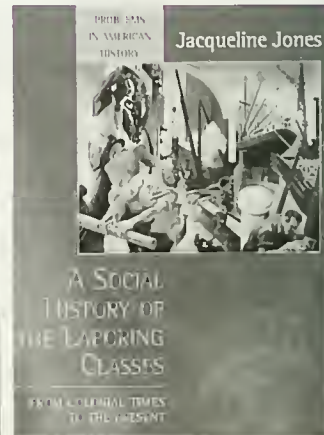 PROBLEMS
IN AMERICAN
HISTORY
Jacqueline Jones
A SOCIAL
HISTORY OF
THE LABORING
CLASSES
FROM COLONIAL TIMES
TO THE PRESENT